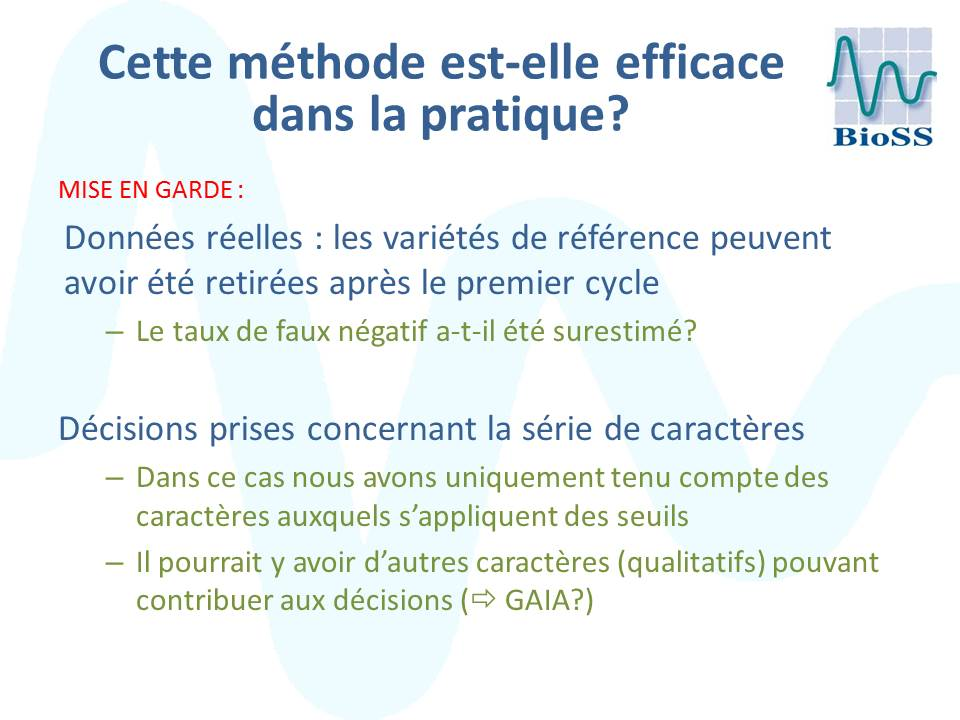 Cette méthode est-elle efficace
dans la pratique?
BioSS
MISE EN GARDE :
Données réelles : les variétés de référence peuvent
avoir été retirées après le premier cycle
– Le taux de faux négatif a-t-il été surestimé?
Décisions prises concernant la série de caractères
– Dans ce cas nous avons uniquement tenu compte des
caractères auxquels s’appliquent des seuils
– Il pourrait y avoir d’autres caractères (qualitatifs) pouvant
contribuer aux décisions (⇨ GAIA?)